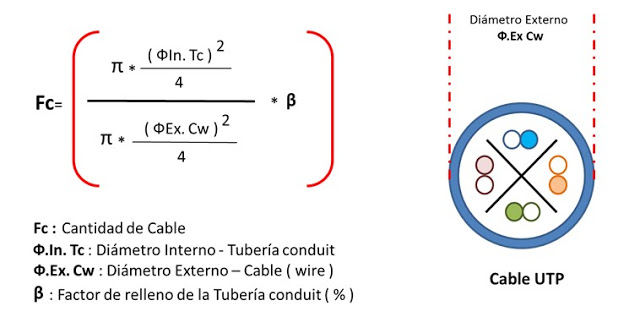 Diámetro Externo
Φ.Ex Cw
Fc= ( π * ( ΦIn. Tc ) 2 / 4 / π * ( ΦEx. Cw ) 2 / 4 * β )
Fc : Cantidad de Cable
Φ.In. Tc : Diámetro Interno - Tubería conduit
Φ.Ex. Cw : Diámetro Externo – Cable ( wire )
β : Factor de relleno de la Tubería conduit ( % )
Cable UTP